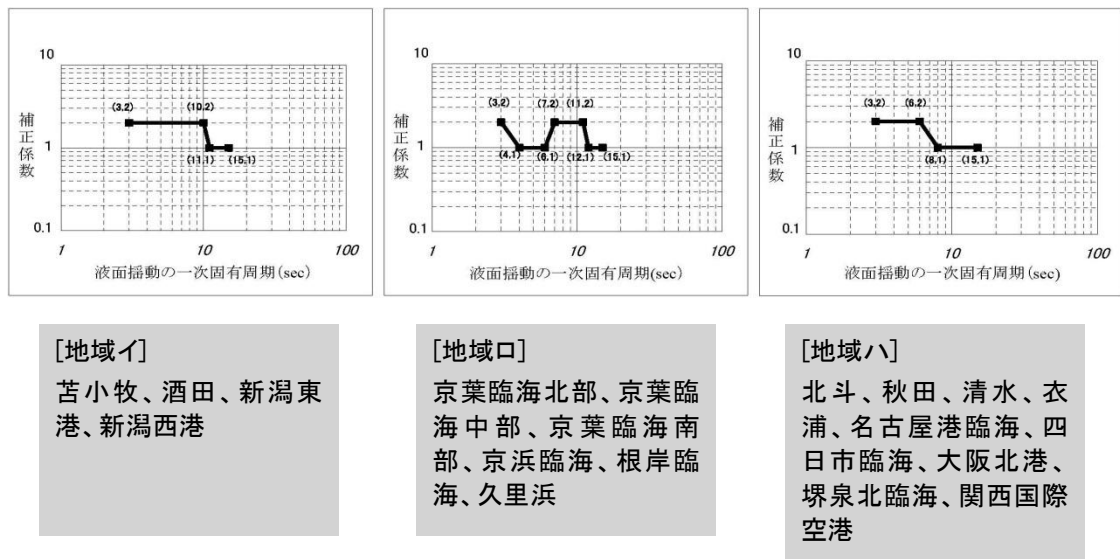 10
(3,2)
(10,2)
補正係数
1
(11,1)
(15,1)
0.1
1
10
100
液面揺動の一次固有周期(sec)
10
(3,2)
(7,2)
(11,2)
補正係数
1
(4,1)
(6,1)
(12,1)
(15,1)
0.1
1
10
100
液面揺動の一次固有周期(sec)
10
(3,2)
(6,2)
補正係数
1
(8,1)
(15,1)
0.1
1
10
100
液面揺動の一次固有周期(sec)
[地域イ]
苫小牧、酒田、新潟東
港、新潟西港
[地域ロ]
京葉臨海北部、京葉臨
海中部、京葉臨海南
部、京浜臨海、根岸臨
海、久里浜
[地域ハ]
北斗、秋田、清水、衣
浦、名古屋港臨海、四
日市臨海、大阪北港、
堺泉北臨海、関西国際
空港